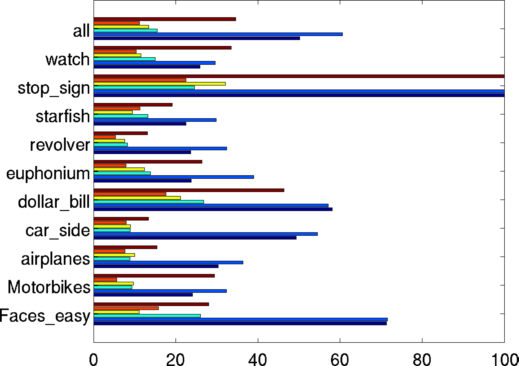 all
watch
stop_sign
starfish
revolver
euphonium
dollar_bill
car_side
airplanes
Motorbikes
Faces_easy
0 20 40 60 80 100